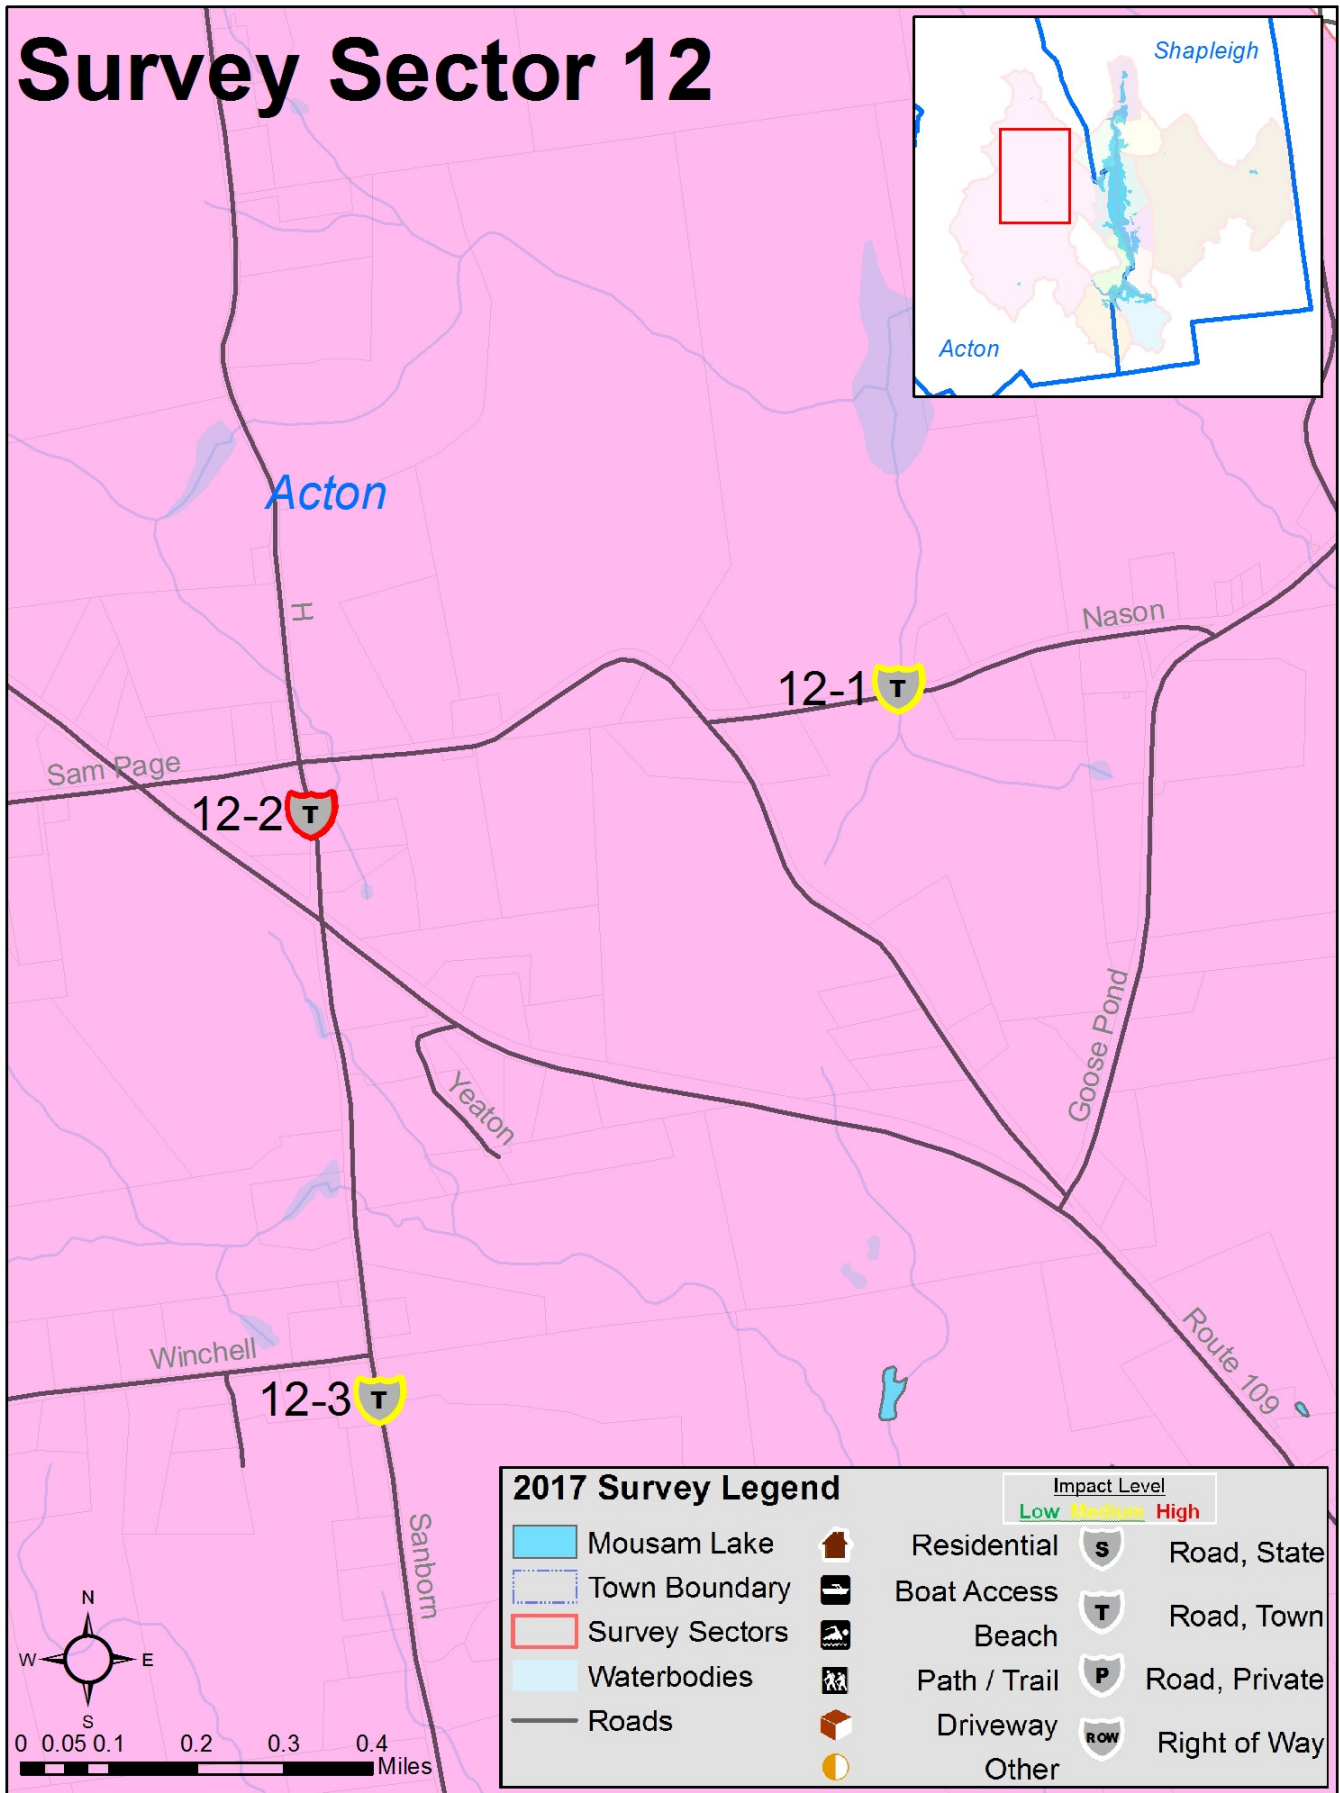 Survey Sector 12
Shapleigh
Acton
Acton
H
Nason
12-1
T
Sam Page
12-2
T
Goose Pond
Yeaton
Route 109
Winchell
12-3
T
Sanborn
N
W E
S
0 0.05 0.1 0.2 0.3 0.4
Miles
2017 Survey Legend
Impact Level
Low Medium High
Mousam Lake
Town Boundary
Survey Sectors
Waterbodies
Roads
Residential
Boat Access
Beach
Path / Trail
Driveway
Other
S Road, State
T Road, Town
P Road, Private
ROW Right of Way